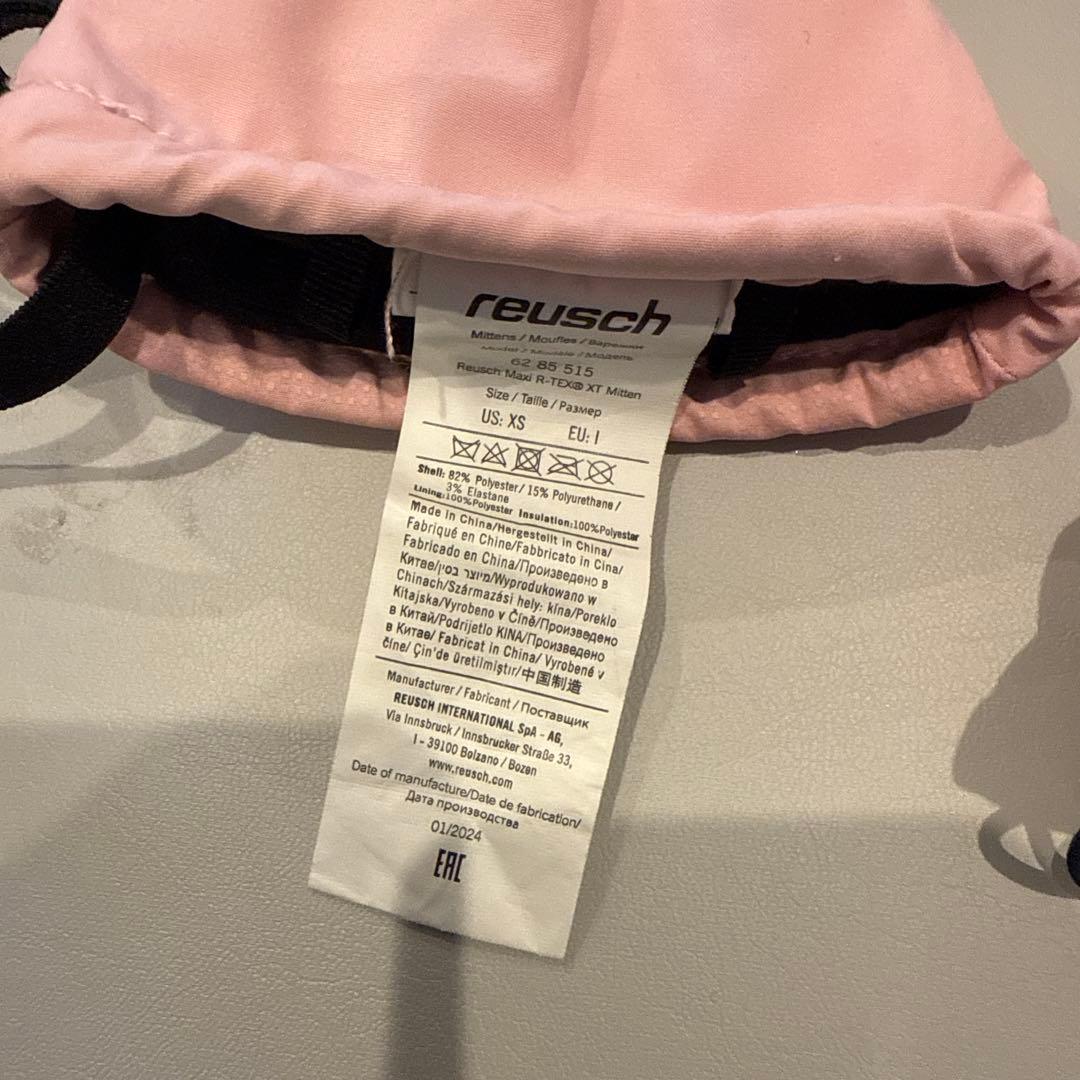 reusch
Mittens / Moufles / Варежки
Model / Modèle / Модель
62 85 515
Reusch Maxi R-TEX® XT Mitten
Size / Taille / Размер
US: XS EU: I
Shell: 82% Polyester/ 15% Polyurethane/
3% Elastane
Lining:100%Polyester Insulation:100%Polyester
Made in China/Hergestellt in China/
Fabriqué en Chine/Fabbricato in Cina/
Fabricado en China/Произведено в
Китае/מיוצר בסין/Wyprodukowano w
Chinach/Származási hely: kína/Poreklo
Kitajska/Vyrobeno v Číně/Произведено
в Китай/Podrijetlo KINA/Произведено
в Китае/ Fabricat in China/ Vyrobené v
číne/ Çin'de üretilmiştir/中国制造
Manufacturer / Fabricant / Поставщик
REUSCH INTERNATIONAL SpA - AG,
Via Innsbruck / Innsbrucker Straße 33,
I - 39100 Bolzano / Bozen
www.reusch.com
Date of manufacture/Date de fabrication/
Дата производства
01/2024
EAC